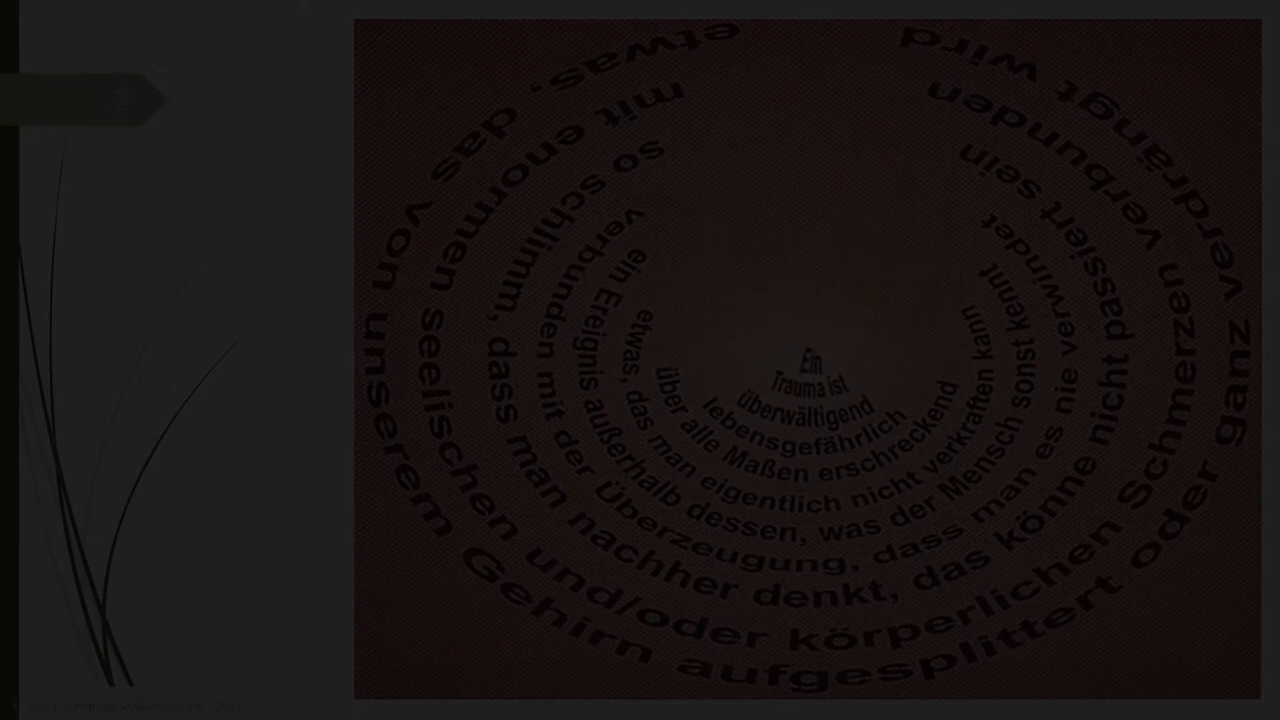 2
Ein
Trauma ist
überwältigend
lebensgefährlich
über alle Maßen erschreckend
etwas, das man eigentlich nicht verkraften kann
ein Ereignis außerhalb dessen, was der Mensch sonst kennt
verbunden mit der Überzeugung, dass man es nie verwindet
so schlimm, dass man nachher denkt, das könne nicht passiert sein
mit enormen seelischen und/oder körperlichen Schmerzen verbunden
etwas, das von unserem Gehirn aufgesplittert oder ganz verdrängt wird